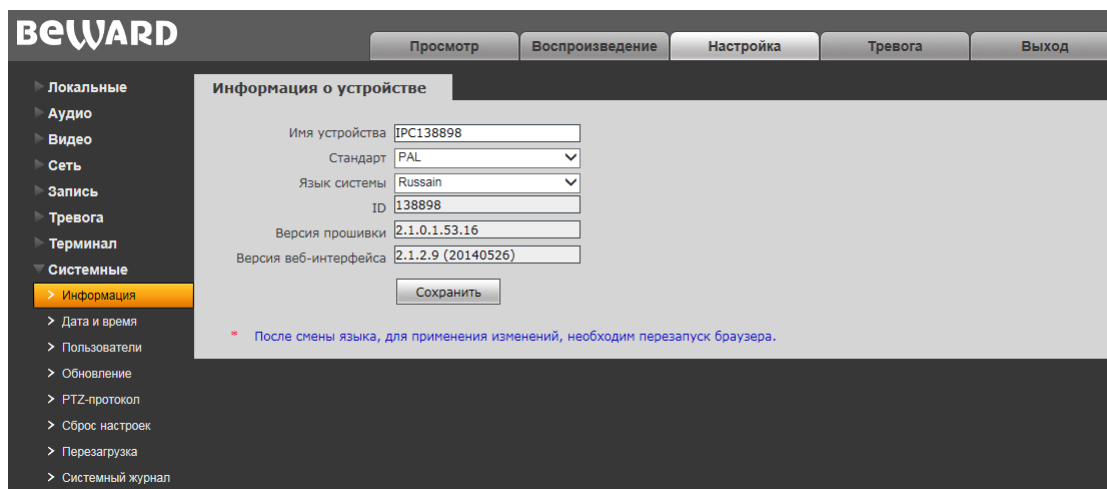 BEWARD
Просмотр Воспроизведение Настройка Тревога Выход
Локальные
Аудио
Видео
Сеть
Запись
Тревога
Терминал
Системные
Информация
Дата и время
Пользователи
Обновление
PTZ-протокол
Сброс настроек
Перезагрузка
Системный журнал
Информация о устройстве
Имя устройства IPC138898
Стандарт PAL
Язык системы Russain
ID 138898
Версия прошивки 2.1.0.1.53.16
Версия веб-интерфейса 2.1.2.9 (20140526)
Сохранить
* После смены языка, для применения изменений, необходим перезапуск браузера.